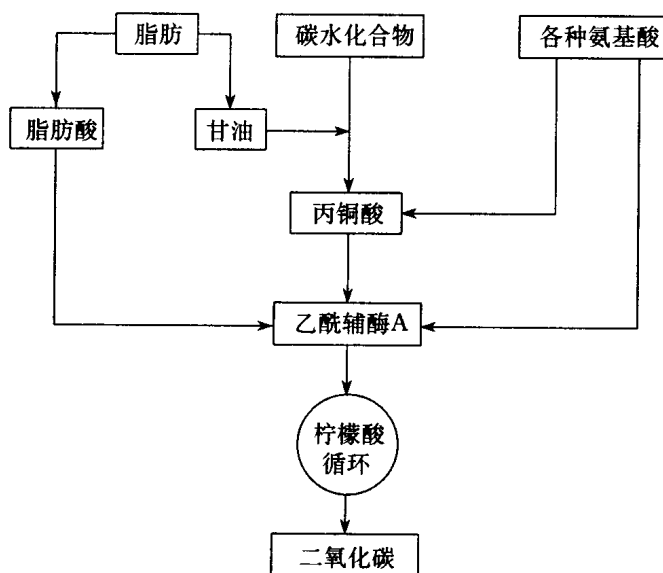 脂肪
碳水化合物
各种氨基酸
脂肪酸
甘油
丙铜酸
乙酰辅酶A
柠檬酸
循环
二氧化碳